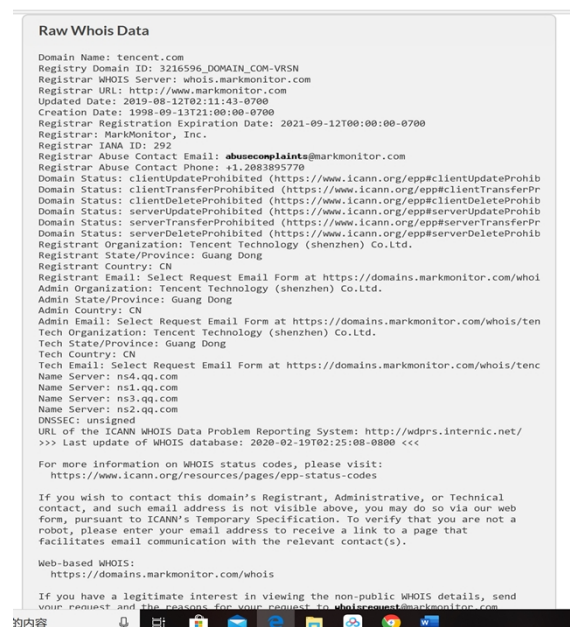 Raw Whois Data
Domain Name: tencent.com
Registry Domain ID: 3216596_DOMAIN_COM-VRSN
Registrar WHOIS Server: whois.markmonitor.com
Registrar URL: http://www.markmonitor.com
Updated Date: 2019-08-12T02:11:43-0700
Creation Date: 1998-09-13T21:00:00-0700
Registrar Registration Expiration Date: 2021-09-12T00:00:00-0700
Registrar: MarkMonitor, Inc.
Registrar IANA ID: 292
Registrar Abuse Contact Email: abusecomplaints@markmonitor.com
Registrar Abuse Contact Phone: +1.2083895770
Domain Status: clientUpdateProhibited (https://www.icann.org/epp#clientUpdateProhib
Domain Status: clientTransferProhibited (https://www.icann.org/epp#clientTransferPr
Domain Status: clientDeleteProhibited (https://www.icann.org/epp#clientDeleteProhib
Domain Status: serverUpdateProhibited (https://www.icann.org/epp#serverUpdateProhib
Domain Status: serverTransferProhibited (https://www.icann.org/epp#serverTransferPr
Domain Status: serverDeleteProhibited (https://www.icann.org/epp#serverDeleteProhib
Registrant Organization: Tencent Technology (shenzhen) Co.Ltd.
Registrant State/Province: Guang Dong
Registrant Country: CN
Registrant Email: Select Request Email Form at https://domains.markmonitor.com/whoi
Admin Organization: Tencent Technology (shenzhen) Co.Ltd.
Admin State/Province: Guang Dong
Admin Country: CN
Admin Email: Select Request Email Form at https://domains.markmonitor.com/whois/ten
Tech Organization: Tencent Technology (shenzhen) Co.Ltd.
Tech State/Province: Guang Dong
Tech Country: CN
Tech Email: Select Request Email Form at https://domains.markmonitor.com/whois/tenc
Name Server: ns4.qq.com
Name Server: ns1.qq.com
Name Server: ns3.qq.com
Name Server: ns2.qq.com
DNSSEC: unsigned
URL of the ICANN WHOIS Data Problem Reporting System: http://wdprs.internic.net/
>>> Last update of WHOIS database: 2020-02-19T02:25:08-0800 <<<
For more information on WHOIS status codes, please visit:
https://www.icann.org/resources/pages/epp-status-codes
If you wish to contact this domain's Registrant, Administrative, or Technical
contact, and such email address is not visible above, you may do so via our web
form, pursuant to ICANN's Temporary Specification. To verify that you are not a
robot, please enter your email address to receive a link to a page that
facilitates email communication with the relevant contact(s).
Web-based WHOIS:
https://domains.markmonitor.com/whois
If you have a legitimate interest in viewing the non-public WHOIS details, send
your request and the reasons for your request to whoisrequest@markmonitor.com
的内容